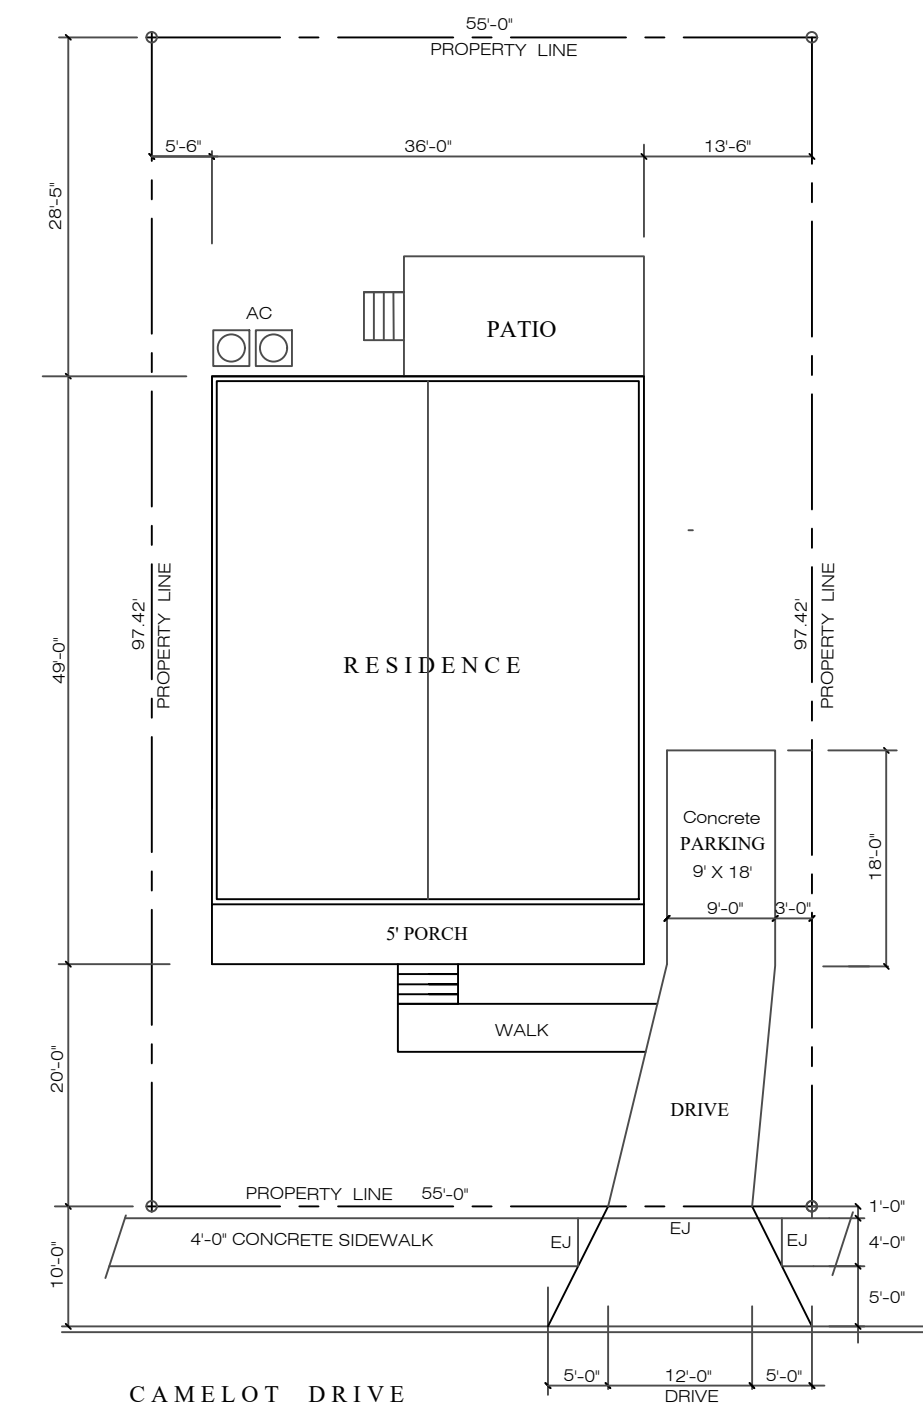 55'-0"
PROPERTY LINE
5'-6"
36'-0"
13'-6"
28'-5"
AC
PATIO
97.42'
PROPERTY LINE
97.42'
PROPERTY LINE
49'-0"
RESIDENCE
Concrete
PARKING
9' X 18'
18'-0"
9'-0"
3'-0"
5' PORCH
WALK
20'-0"
DRIVE
PROPERTY LINE 55'-0"
1'-0"
4'-0" CONCRETE SIDEWALK
EJ
EJ
EJ
4'-0"
10'-0"
5'-0"
5'-0"
12'-0"
5'-0"
DRIVE
CAMELOT DRIVE